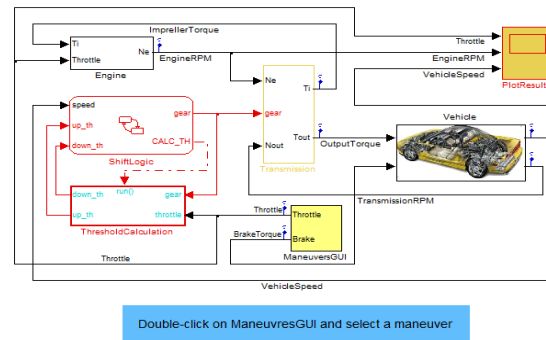 ImprellerTorque
Ti
Throttle
Ne
EngineRPM
Engine
Throttle
EngineRPM
VehicleSpeed
PlotResult
Ne
Ti
gear
Tout
Nout
OutputTorque
Transmission
speed
up_th
down_th
gear
CALC_TH
ShiftLogic
Vehicle
TransmissionRPM
run()
down_th
gear
up_th
throttle
ThresholdCalculation
Throttle
Throttle
BrakeTorque
Brake
ManeuversGUI
Throttle
VehicleSpeed
Double-click on ManeuvresGUI and select a maneuver